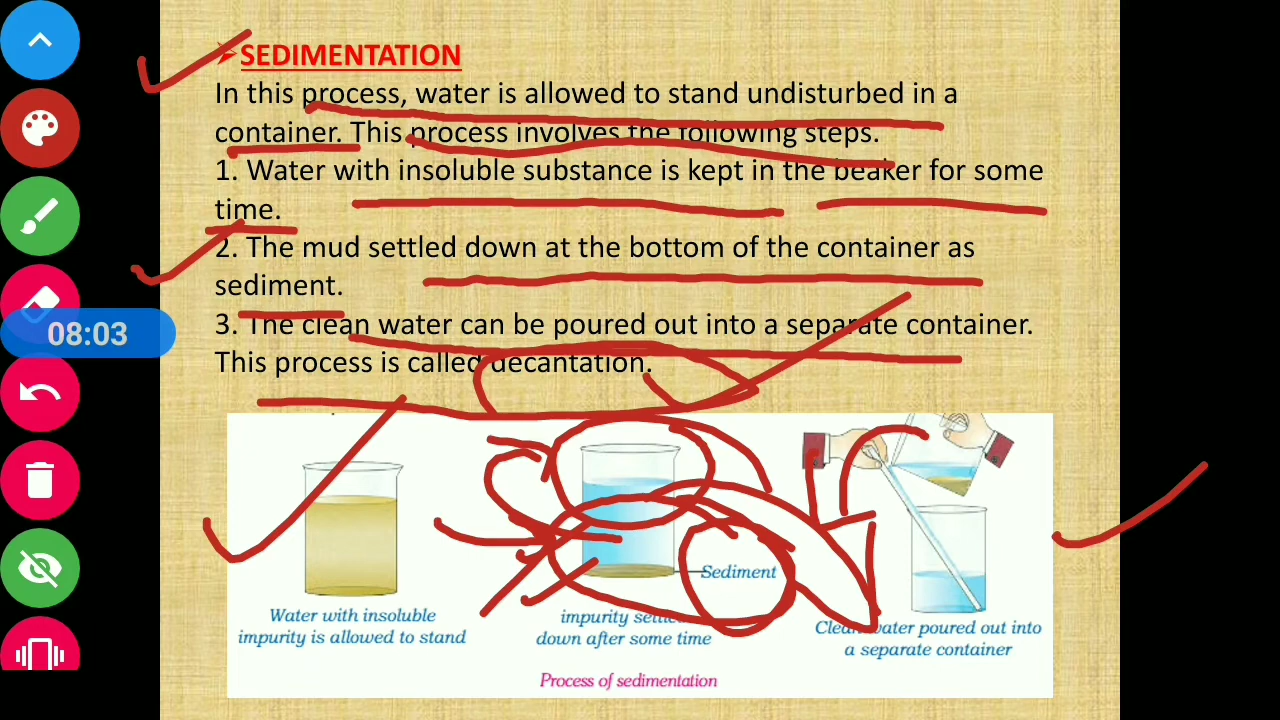 SEDIMENTATION
In this process, water is allowed to stand undisturbed in a
container. This process involves the following steps.
1. Water with insoluble substance is kept in the beaker for some
time.
2. The mud settled down at the bottom of the container as
sediment.
3. The clean water can be poured out into a separate container.
This process is called decantation.
08:03
Sediment
Water with insoluble
impurity is allowed to stand
impurity settled
down after some time
Clean water poured out into
a separate container
Process of sedimentation